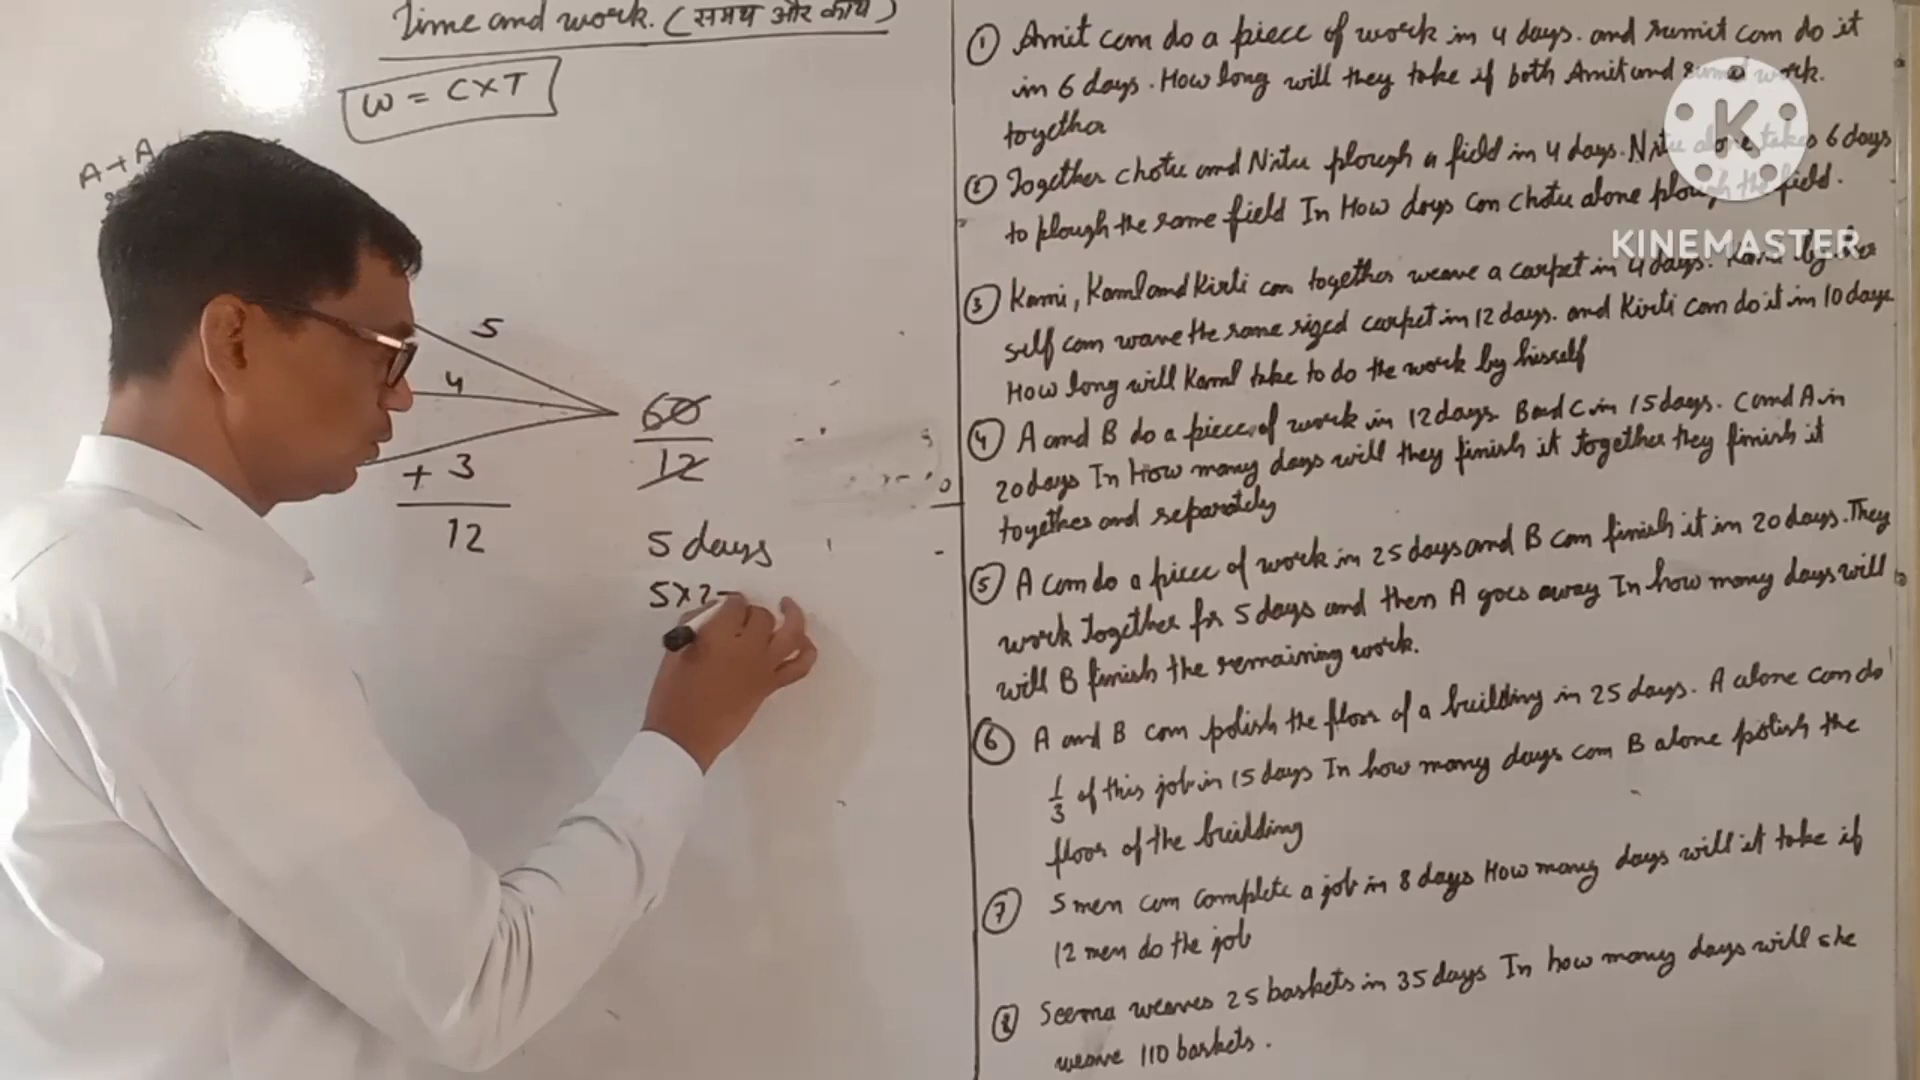 Time and work. (समय और कार्य)
W = C×T
A+A
5
4
+ 3
12
60
12
5 days
5×2=
① Amit can do a piece of work in 4 days. and sumit can do it
in 6 days. How long will they take if both Amit and work.
together
② Together chotu and Nitu plough a field in 4 days. Nitu alone takes 6 days
to plough the same field In How days can chotu alone plough the field.
③ Kami, Kaml and Kirti can together weave a carpet in 4 days. by her
self can wave the same sized carpet in 12 days. and Kirti can do it in 10 days
How long will Kaml take to do the work by hisself
④ A and B do a piece of work in 12 days B and C in 15 days. C and A in
20 days In How many days will they finish it together they finish it
together and separately
⑤ A can do a piece of work in 25 days and B can finish it in 20 days. They
work together for 5 days and then A goes away In how many days will
will B finish the remaining work.
⑥ A and B can polish the floor of a building in 25 days. A alone can do
1/3 of this job in 15 days In how many days can B alone polish the
floor of the building
⑦ 5 men can complete a job in 8 days How many days will it take if
12 men do the job
⑧ Seema weaves 25 baskets in 35 days In how many days will she
weave 110 baskets.
K
KINEMASTER